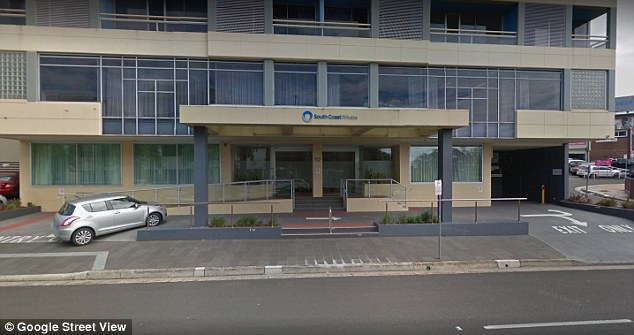 South Coast Private
EXIT ONLY
© Google Street View